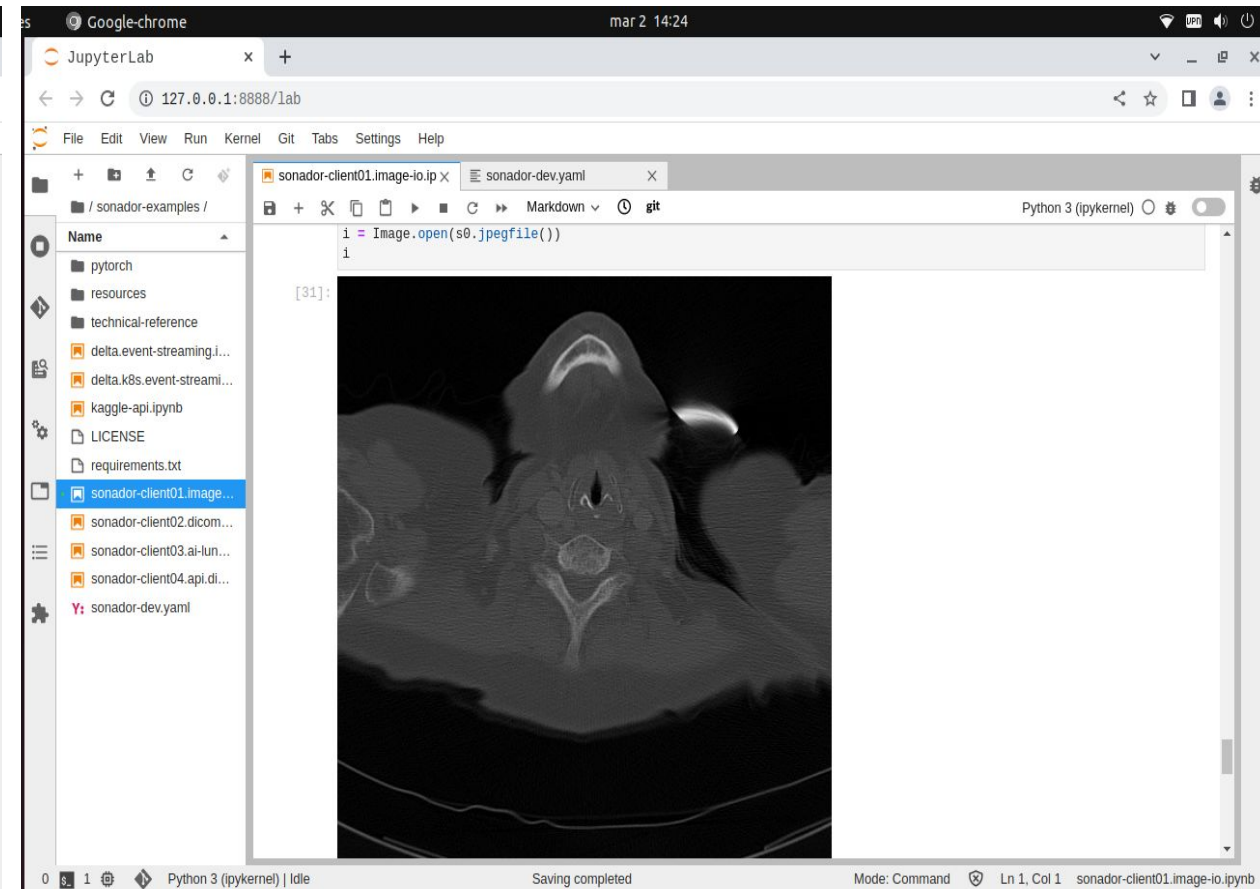 es Google-chrome mar 2 14:24 VPN
JupyterLab
127.0.0.1:8888/lab
File Edit View Run Kernel Git Tabs Settings Help
sonador-client01.image-io.ip sonador-dev.yaml
/ sonador-examples /
Markdown git Python 3 (ipykernel)
Name
i = Image.open(s0.jpegfile())
i
[31]:
pytorch
resources
technical-reference
delta.event-streaming.i…
delta.k8s.event-streami…
kaggle-api.ipynb
LICENSE
requirements.txt
sonador-client01.image…
sonador-client02.dicom…
sonador-client03.ai-lun…
sonador-client04.api.di…
Y: sonador-dev.yaml
0 $_ 1 Python 3 (ipykernel) | Idle Saving completed Mode: Command Ln 1, Col 1 sonador-client01.image-io.ipynb